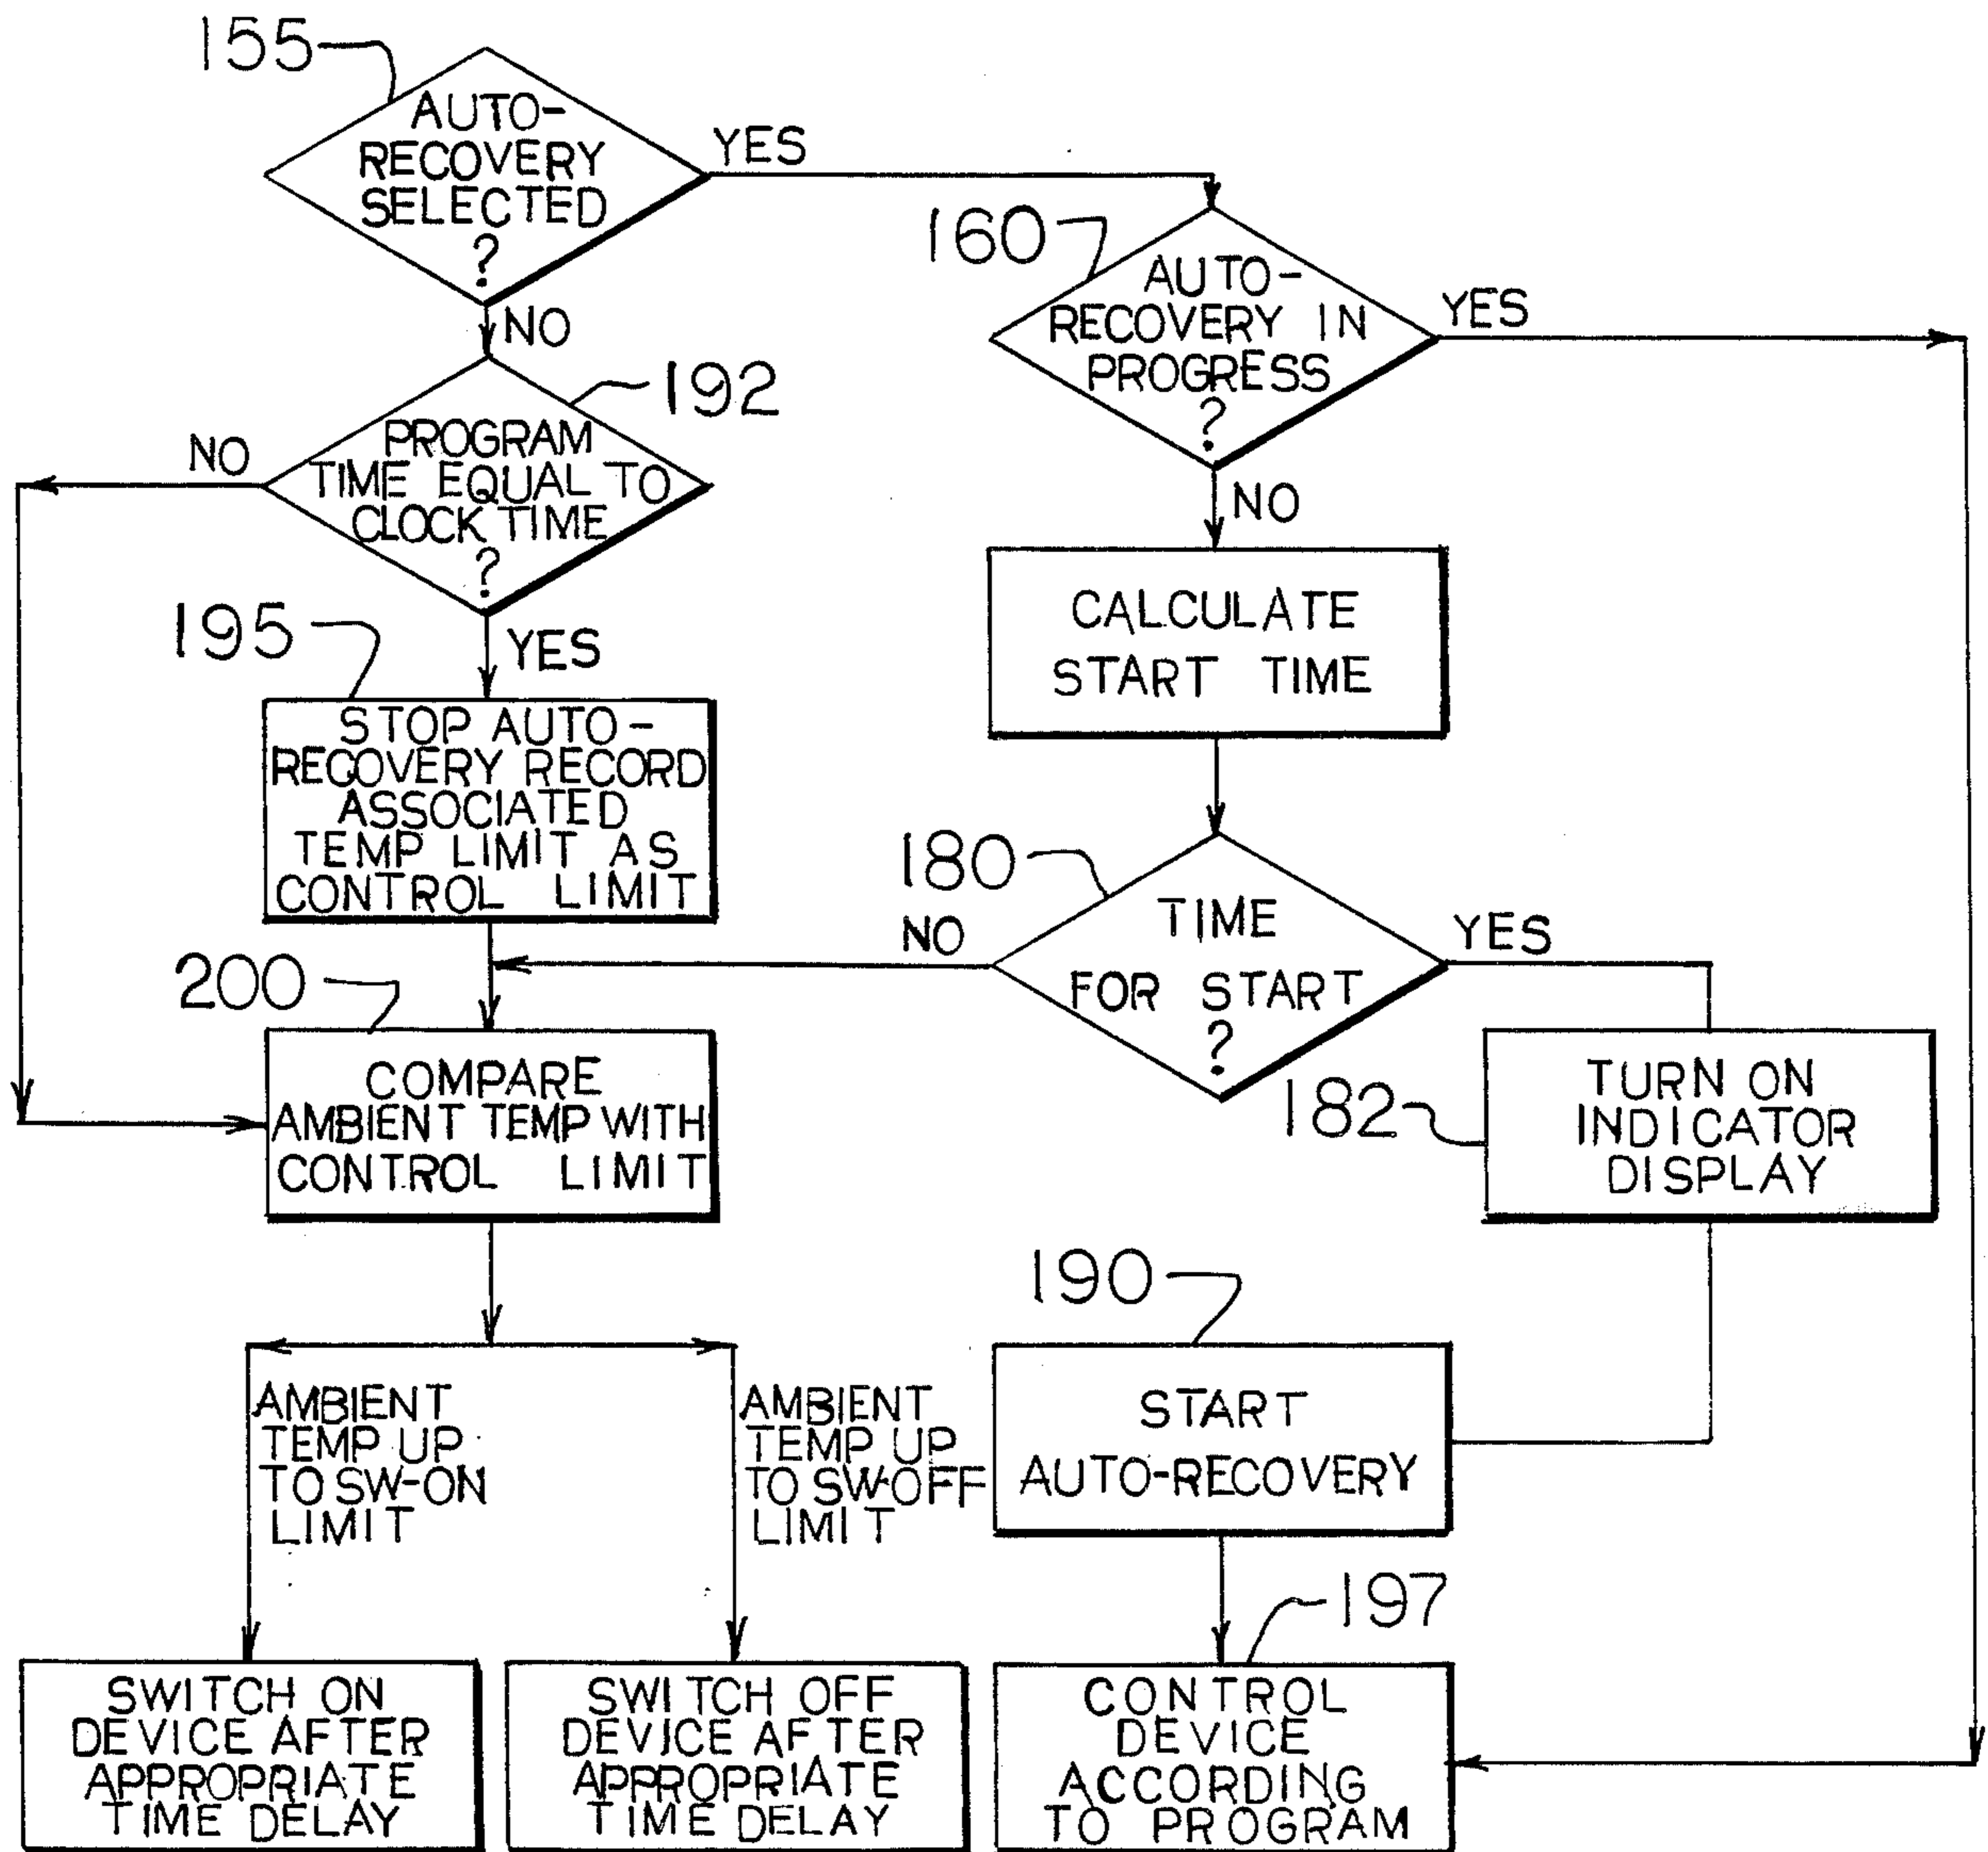 155
AUTO-
RECOVERY
SELECTED
?
YES
NO
160
AUTO-
RECOVERY IN
PROGRESS
?
YES
NO
192
PROGRAM
TIME EQUAL TO
CLOCK TIME
?
NO
YES
CALCULATE
START TIME
195
STOP AUTO-
RECOVERY RECORD
ASSOCIATED
TEMP LIMIT AS
CONTROL LIMIT
180
TIME
FOR START
?
NO
YES
200
COMPARE
AMBIENT TEMP WITH
CONTROL LIMIT
182
TURN ON
INDICATOR
DISPLAY
190
START
AUTO-RECOVERY
AMBIENT
TEMP UP
TO SW-ON
LIMIT
AMBIENT
TEMP UP
TO SW-OFF
LIMIT
197
SWITCH ON
DEVICE AFTER
APPROPRIATE
TIME DELAY
SWITCH OFF
DEVICE AFTER
APPROPRIATE
TIME DELAY
CONTROL
DEVICE
ACCORDING
TO PROGRAM